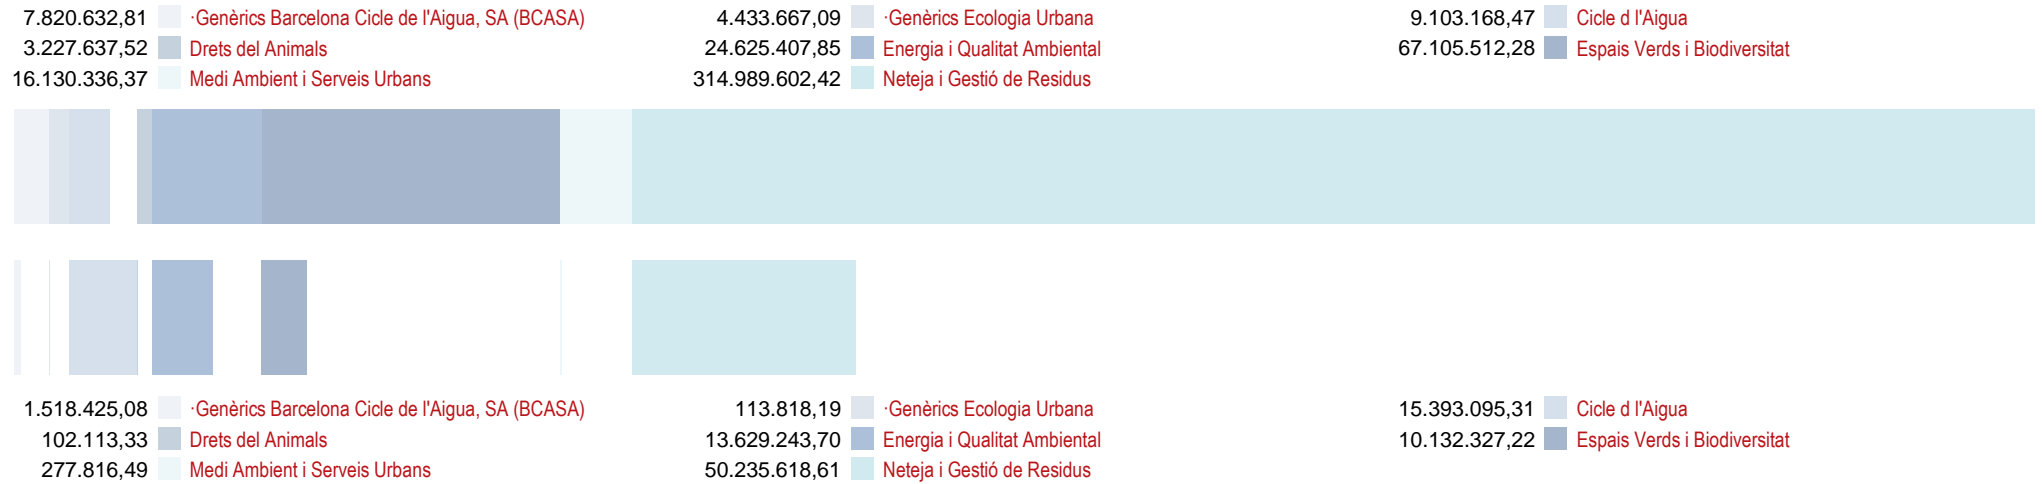 7.820.632,81 ·Genèrics Barcelona Cicle de l'Aigua, SA (BCASA) 4.433.667,09 ·Genèrics Ecologia Urbana 9.103.168,47 Cicle d l'Aigua
3.227.637,52 Drets del Animals 24.625.407,85 Energia i Qualitat Ambiental 67.105.512,28 Espais Verds i Biodiversitat
16.130.336,37 Medi Ambient i Serveis Urbans 314.989.602,42 Neteja i Gestió de Residus
1.518.425,08 ·Genèrics Barcelona Cicle de l'Aigua, SA (BCASA) 113.818,19 ·Genèrics Ecologia Urbana 15.393.095,31 Cicle d l'Aigua
102.113,33 Drets del Animals 13.629.243,70 Energia i Qualitat Ambiental 10.132.327,22 Espais Verds i Biodiversitat
277.816,49 Medi Ambient i Serveis Urbans 50.235.618,61 Neteja i Gestió de Residus